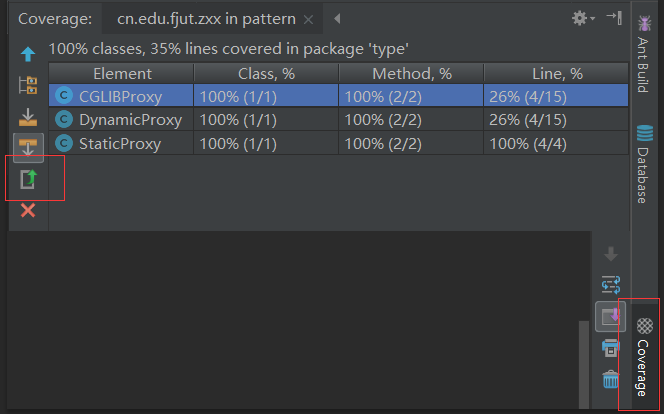 Coverage: cn.edu.fjut.zxx in pattern
100% classes, 35% lines covered in package 'type'
Element Class, % Method, % Line, %
C CGLIBProxy 100% (1/1) 100% (2/2) 26% (4/15)
C DynamicProxy 100% (1/1) 100% (2/2) 26% (4/15)
C StaticProxy 100% (1/1) 100% (2/2) 100% (4/4)
Ant Build
Database
Coverage